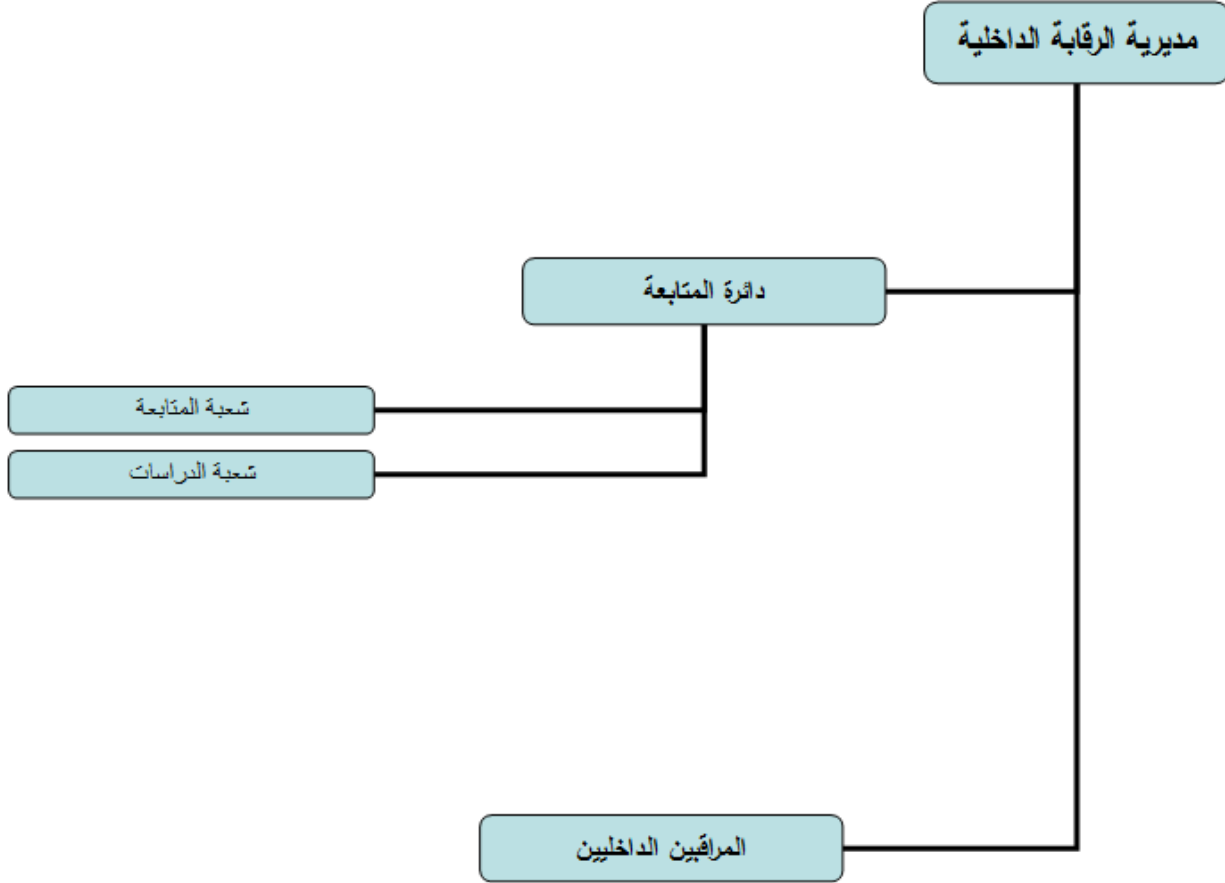 مديرية الرقابة الداخلية
دائرة المتابعة
شعبة المتابعة
شعبة الدراسات
المراقبين الداخليين